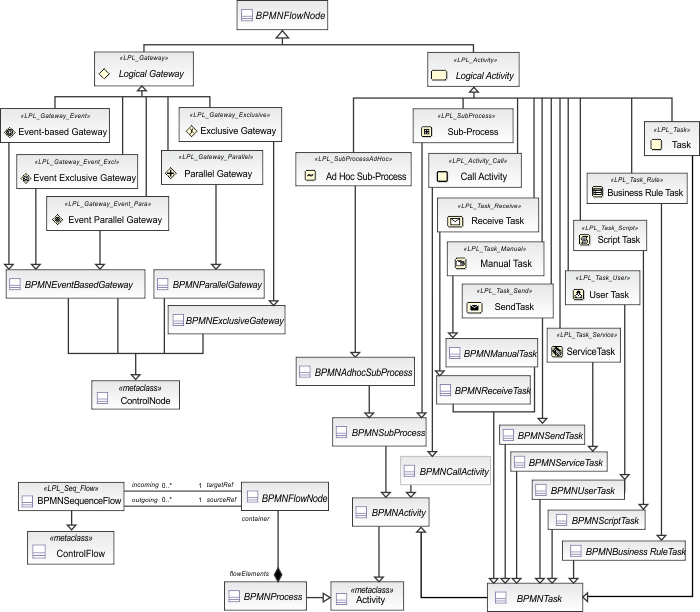 BPMNFlowNode
«LPL_Gateway»
Logical Gateway
«LPL_Activity»
Logical Activity
«LPL_Gateway_Event»
Event-based Gateway
«LPL_Gateway_Exclusive»
Exclusive Gateway
«LPL_SubProcess»
Sub-Process
«LPL_Task»
Task
«LPL_Gateway_Event_Excl»
Event Exclusive Gateway
«LPL_Gateway_Parallel»
Parallel Gateway
«LPL_SubProcessAdHoc»
Ad Hoc Sub-Process
«LPL_Activity_Call»
Call Activity
«LPL_Task_Rule»
Business Rule Task
«LPL_Gateway_Event_Para»
Event Parallel Gateway
«LPL_Task_Receive»
Receive Task
«LPL_Task_Script»
Script Task
«LPL_Task_Manual»
Manual Task
BPMNEventBasedGateway
BPMNParallelGateway
«LPL_Task_Send»
SendTask
«LPL_Task_User»
User Task
BPMNExclusiveGateway
«LPL_Task_Service»
ServiceTask
BPMNManualTask
BPMNAdhocSubProcess
«metaclass»
ControlNode
BPMNReceiveTask
BPMNSubProcess
BPMNSendTask
BPMNServiceTask
BPMNCallActivity
«LPL_Seq_Flow»
BPMNSequenceFlow
incoming 0..* 1 targetRef
outgoing 0..* 1 sourceRef
BPMNFlowNode
container
BPMNUserTask
BPMNActivity
BPMNScriptTask
«metaclass»
ControlFlow
BPMNBusiness RuleTask
flowElements
BPMNProcess
«metaclass»
Activity
BPMNTask